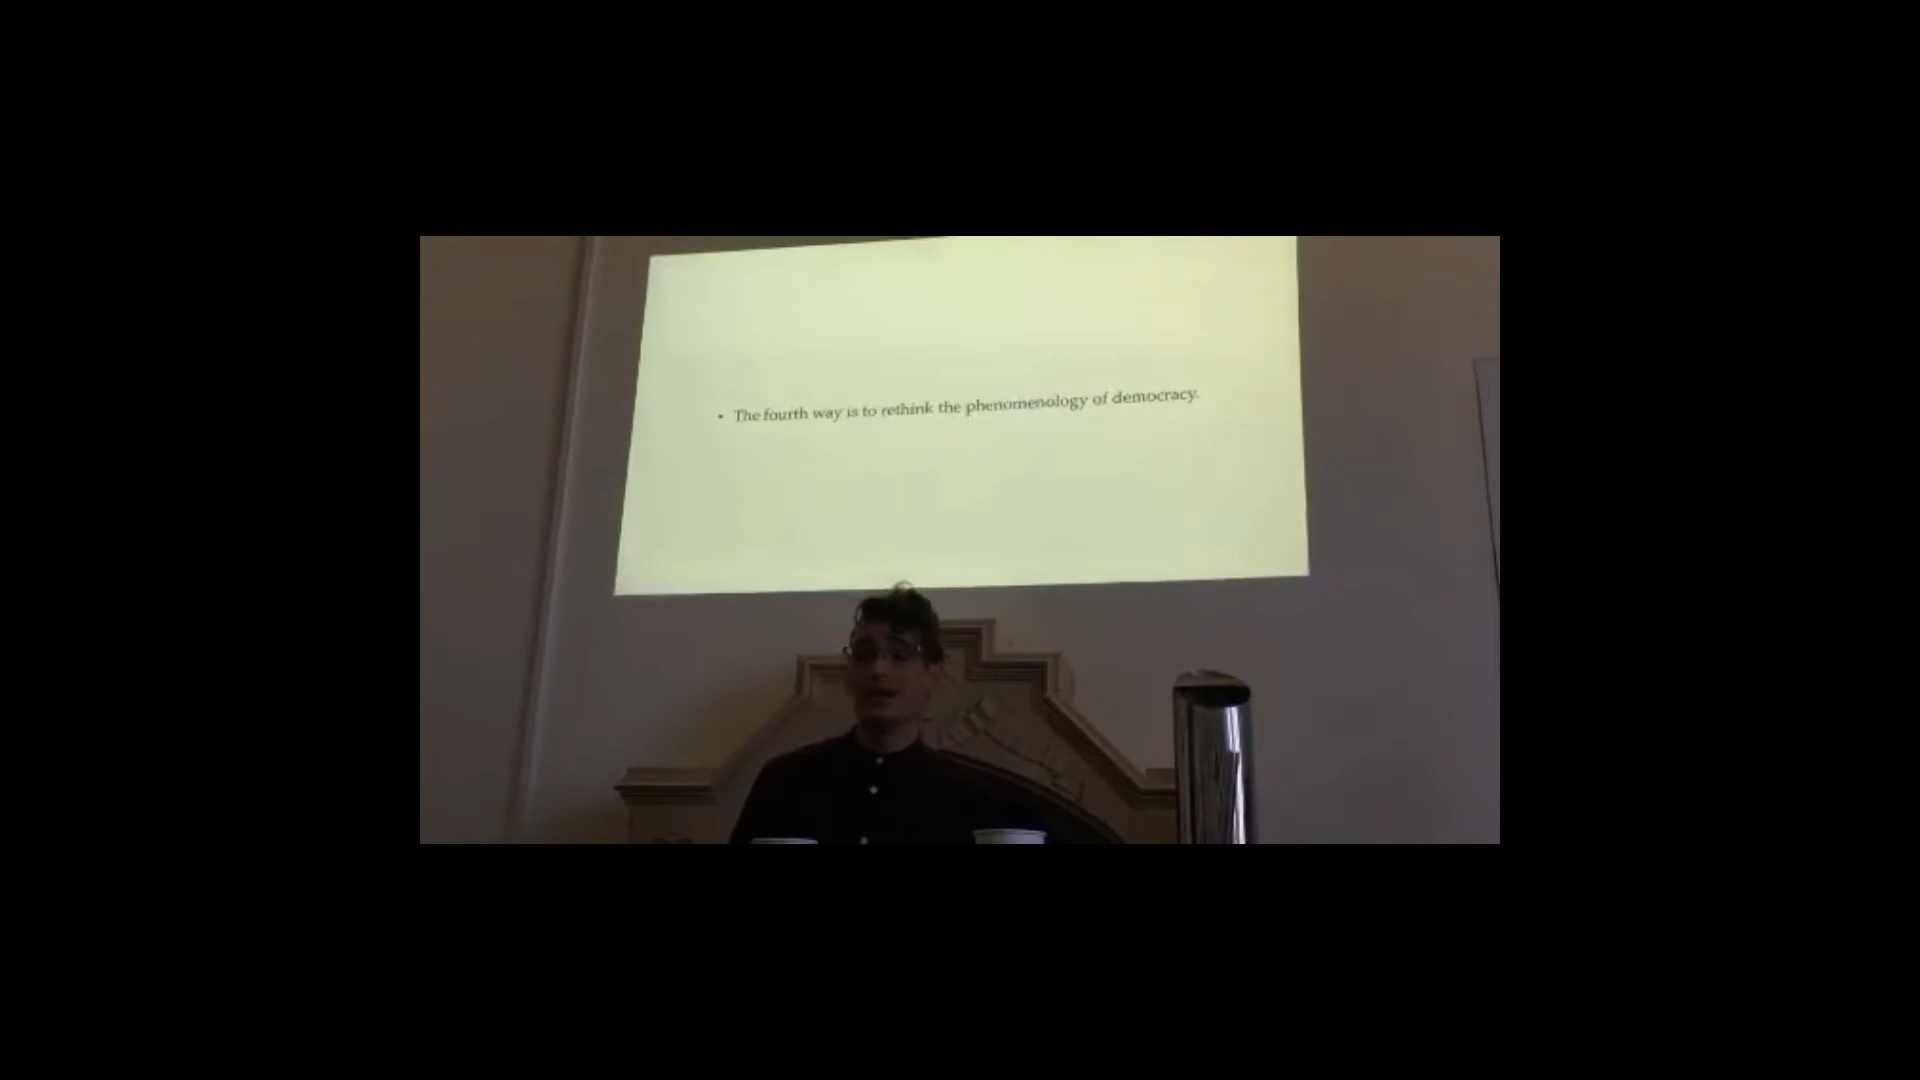 • The fourth way is to rethink the phenomenology of democracy.